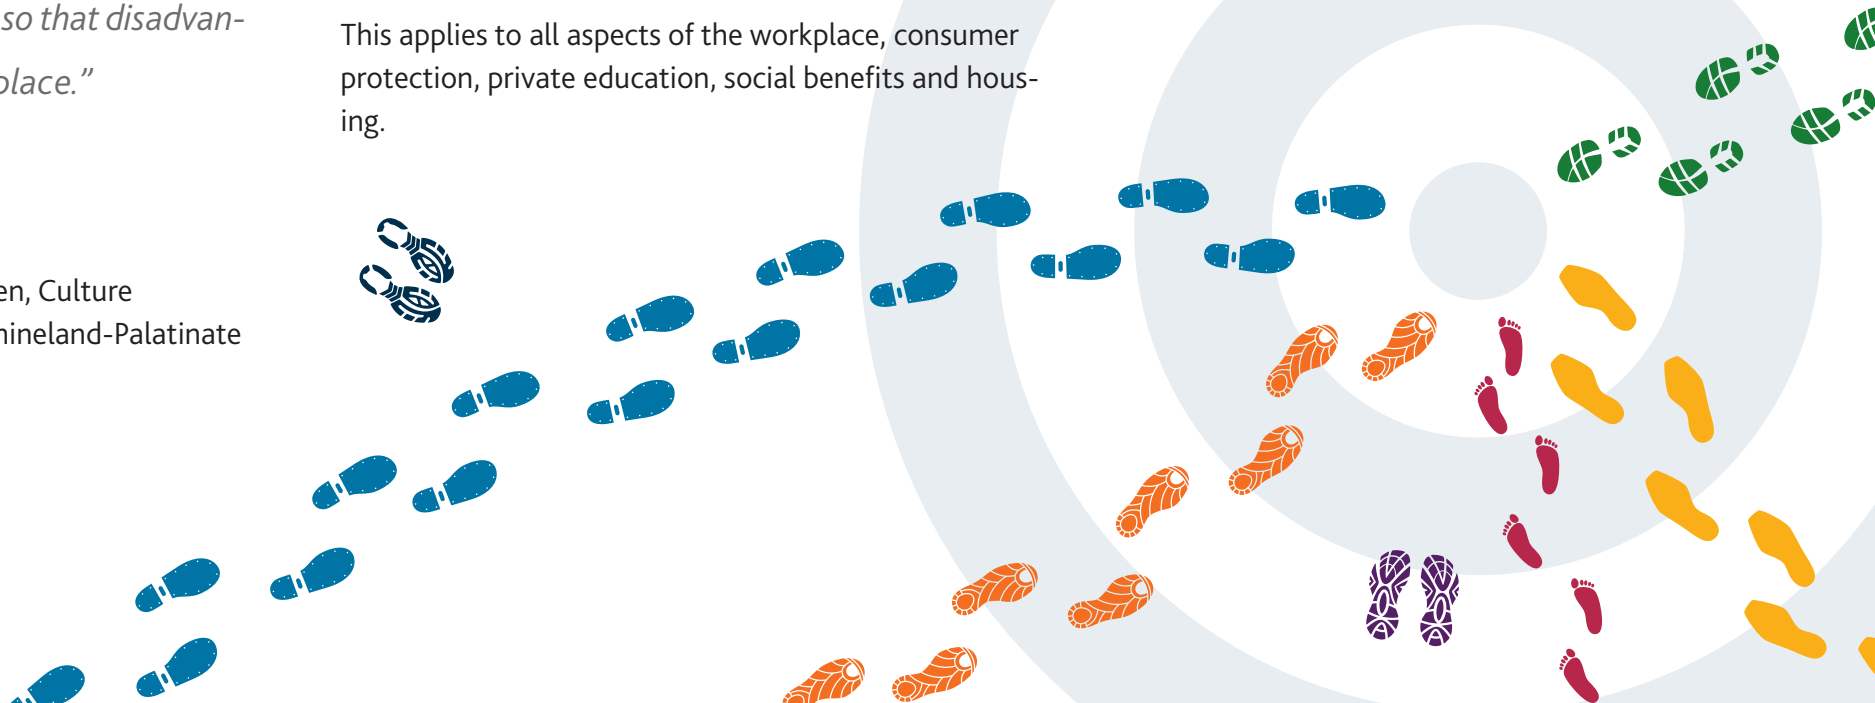 so that disadvan-
place.”
en, Culture
hineland-Palatinate
This applies to all aspects of the workplace, consumer
protection, private education, social benefits and hous-
ing.